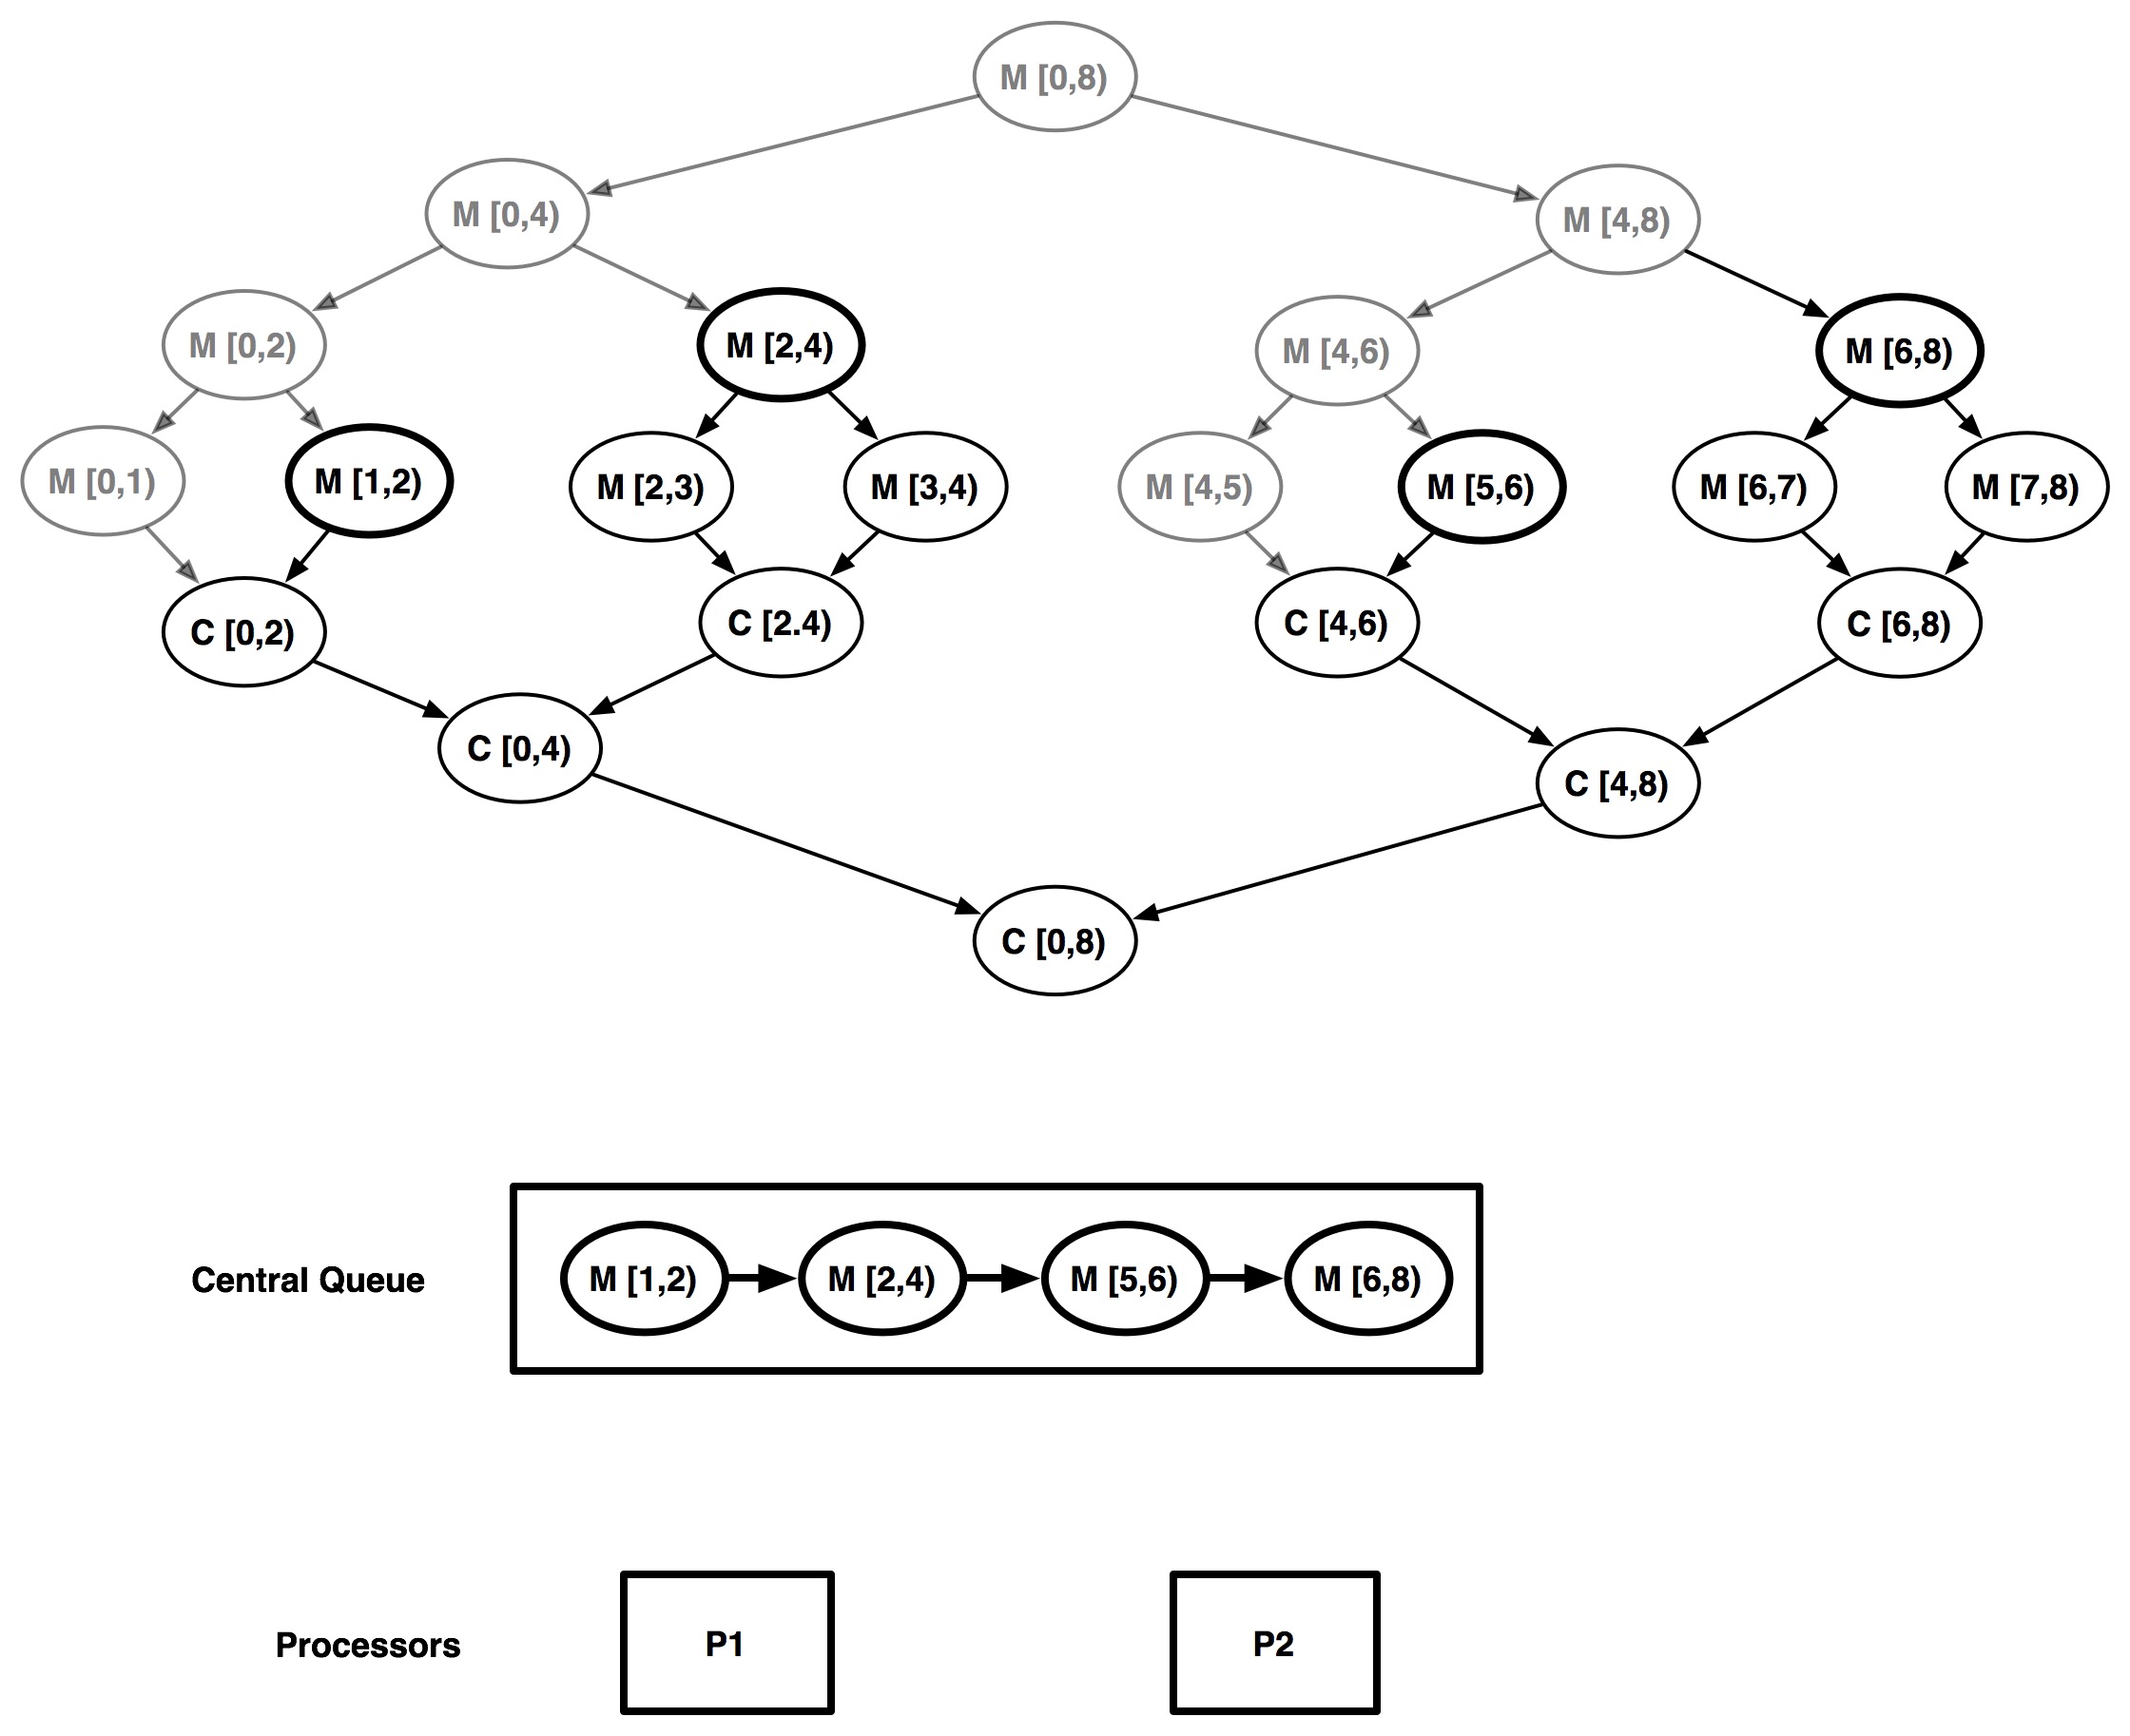 M [0,8)
M [0,4)
M [4,8)
M [0,2)
M [2,4)
M [4,6)
M [6,8)
M [0,1)
M [1,2)
M [2,3)
M [3,4)
M [4,5)
M [5,6)
M [6,7)
M [7,8)
C [0,2)
C [2.4)
C [4,6)
C [6,8)
C [0,4)
C [4,8)
C [0,8)
Central Queue
M [1,2)
M [2,4)
M [5,6)
M [6,8)
Processors
P1
P2